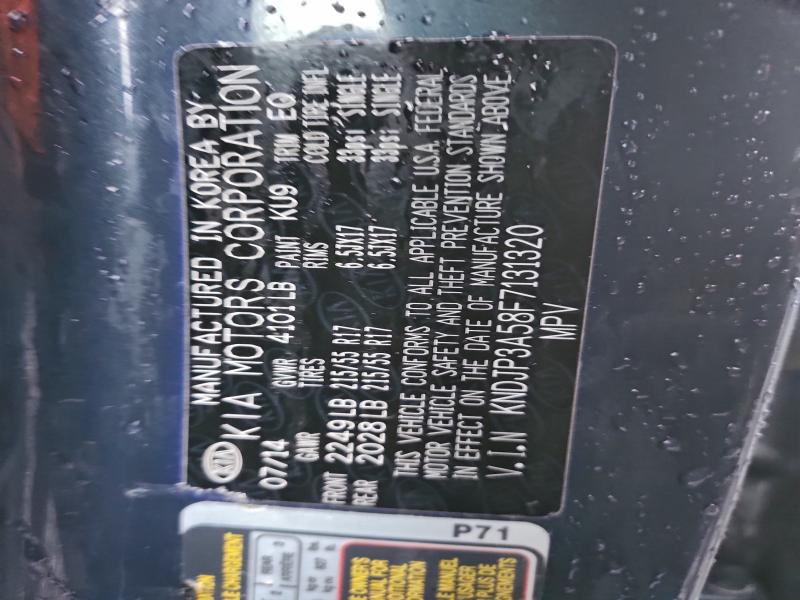 MANUFACTURED IN KOREA BY
KIA KIA MOTORS CORPORATION
07/14 GVWR 4101LB PAINT KU9 TRIM EQ
GAWR TIRES RIMS COLD TIRE INFL
FRONT 2249LB 215/55 R17 6.5JX17 33psi SINGLE
REAR 2028LB 215/55 R17 6.5JX17 33psi SINGLE
THIS VEHICLE CONFORMS TO ALL APPLICABLE U.S.A. FEDERAL
MOTOR VEHICLE SAFETY AND THEFT PREVENTION STANDARDS
IN EFFECT ON THE DATE OF MANUFACTURE SHOWN ABOVE.
V.I.N KNDJP3A58F7131320
MPV
P71